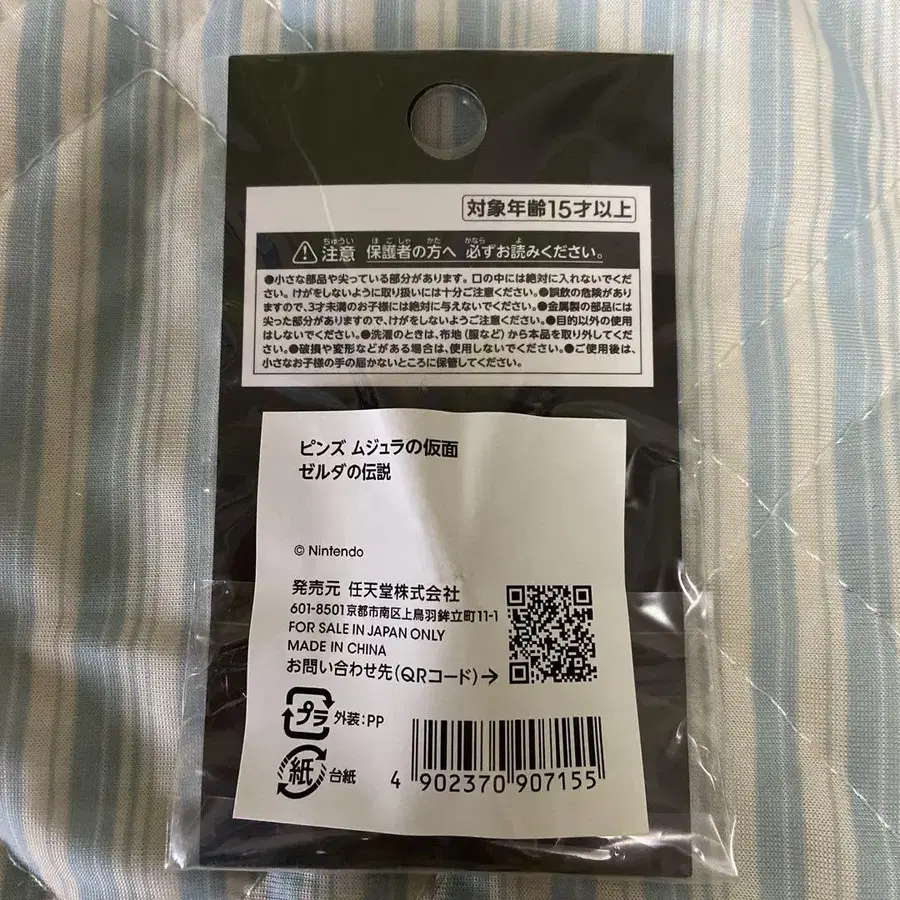 対象年齢15才以上
ちゅうい ほごしゃ かた かなら よ
注意 保護者の方へ 必ずお読みください。
●小さな部品や尖っている部分があります。口の中には絶対に入れないでくだ
さい。けがをしないように取り扱いには十分ご注意ください。●誤飲の危険があり
ますので、3才未満のお子様には絶対に与えないでください。●金属製の部品には
尖った部分がありますので、けがをしないようご注意ください。●目的以外の使用
はしないでください。●洗濯のときは、布地（服など）から本品を取り外してくだ
さい。●破損や変形などがある場合は、使用しないでください。●ご使用後は、
小さなお子様の手の届かないところに保管してください。
ピンズ ムジュラの仮面
ゼルダの伝説
© Nintendo
発売元 任天堂株式会社
601-8501京都市南区上鳥羽鉾立町11-1
FOR SALE IN JAPAN ONLY
MADE IN CHINA
お問い合わせ先(QRコード)→
プラ 外装:PP
紙 台紙
4 902370 907155